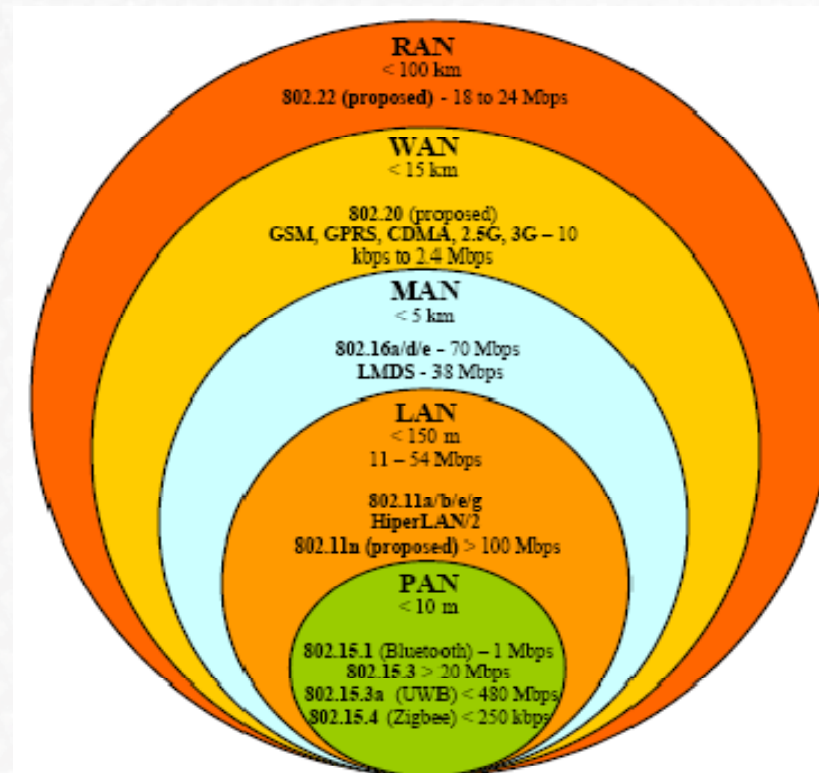 RAN
< 100 km
802.22 (proposed) - 18 to 24 Mbps
WAN
< 15 km
802.20 (proposed)
GSM, GPRS, CDMA, 2.5G, 3G – 10
kbps to 2.4 Mbps
MAN
< 5 km
802.16a/d/e – 70 Mbps
LMDS - 38 Mbps
LAN
< 150 m
11 – 54 Mbps
802.11a/b/e/g
HiperLAN/2
802.11n (proposed) > 100 Mbps
PAN
< 10 m
802.15.1 (Bluetooth) – 1 Mbps
802.15.3 > 20 Mbps
802.15.3a (UWB) < 480 Mbps
802.15.4 (Zigbee) < 250 kbps